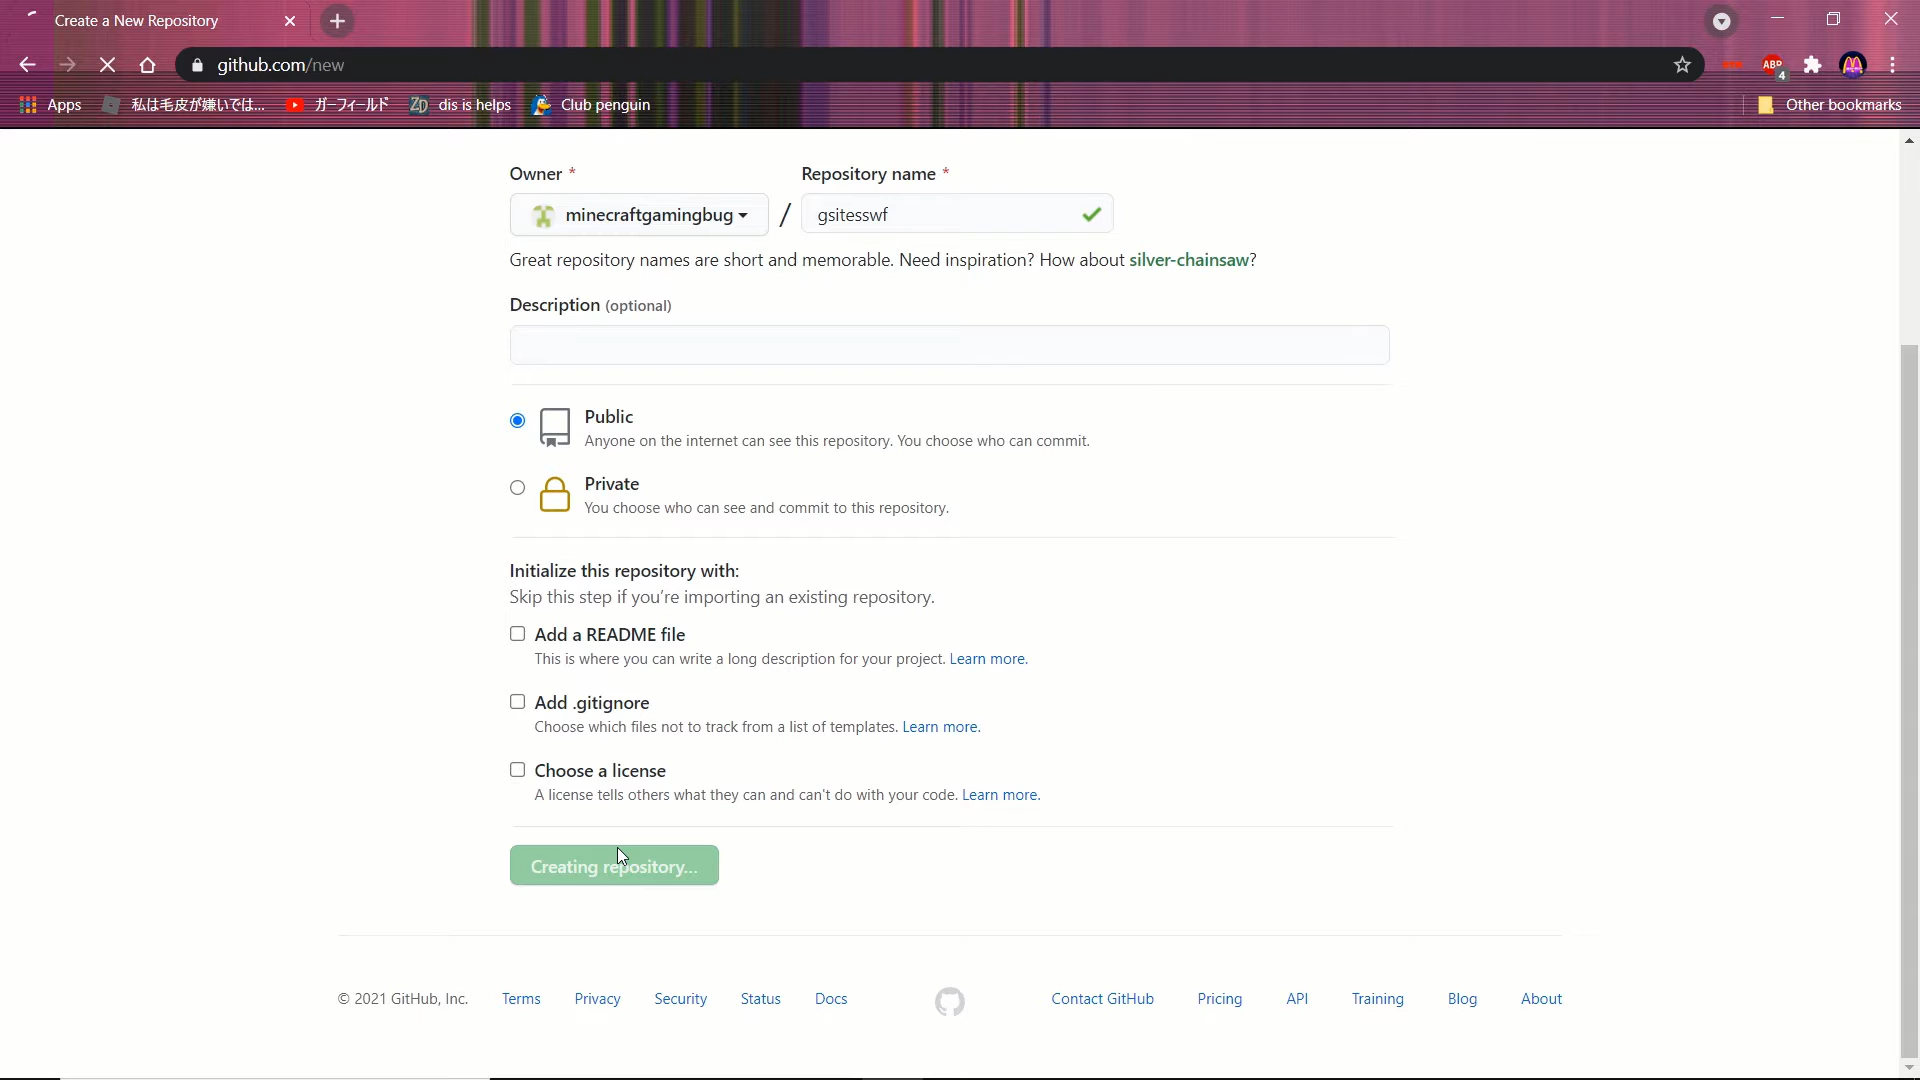 Create a New Repository
github.com/new
ABP
4
Apps
私は毛皮が嫌いでは...
ガーフィールド
ZD
dis is helps
Club penguin
Other bookmarks
Owner *
Repository name *
minecraftgamingbug
/
gsitesswf
Great repository names are short and memorable. Need inspiration? How about silver-chainsaw?
Description (optional)
Public
Anyone on the internet can see this repository. You choose who can commit.
Private
You choose who can see and commit to this repository.
Initialize this repository with:
Skip this step if you’re importing an existing repository.
Add a README file
This is where you can write a long description for your project. Learn more.
Add .gitignore
Choose which files not to track from a list of templates. Learn more.
Choose a license
A license tells others what they can and can't do with your code. Learn more.
Creating repository...
© 2021 GitHub, Inc.
Terms
Privacy
Security
Status
Docs
Contact GitHub
Pricing
API
Training
Blog
About